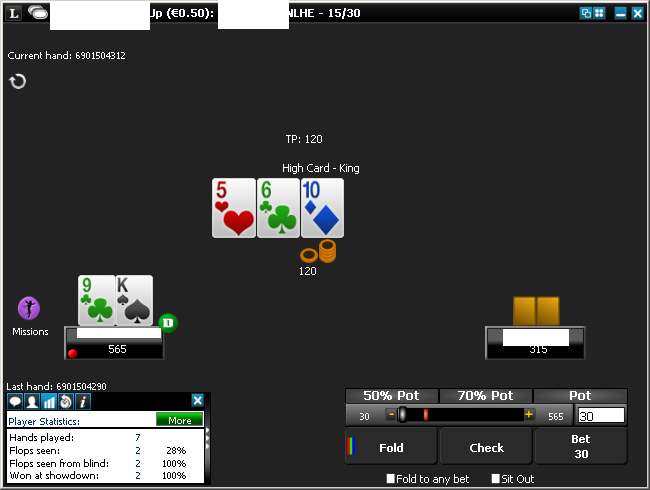 L Up (€0.50): NLHE - 15/30
Current hand: 6901504312
TP: 120
High Card - King
5 6 10
120
9 K
D
Missions
565
315
Last hand: 6901504290
i
Player Statistics: More
Hands played: 7
Flops seen: 2 28%
Flops seen from blind: 2 100%
Won at showdown: 2 100%
50% Pot 70% Pot Pot
30 - + 565 30
Fold Check Bet
30
Fold to any bet Sit Out